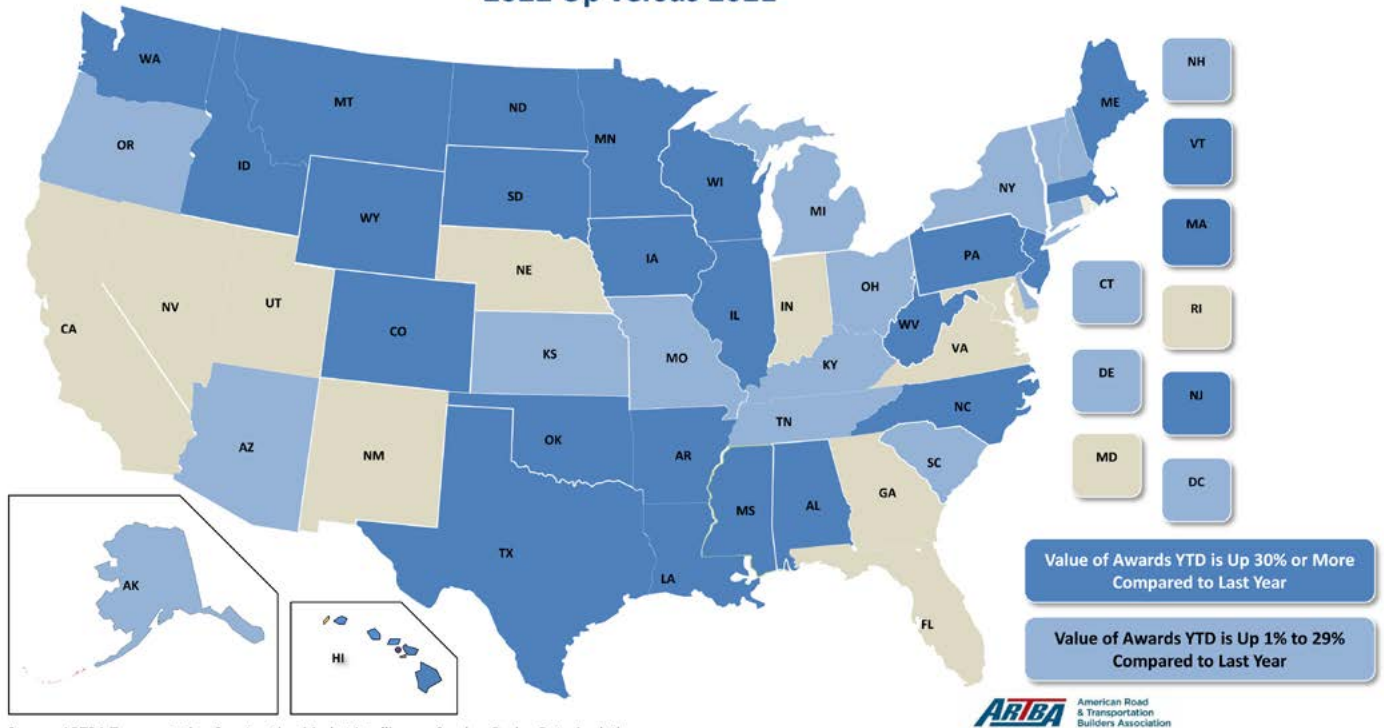 WA
MT
ND
MN
ME
NH
OR
ID
WI
NY
VT
SD
WY
MI
MA
IA
PA
NE
OH
CT
RI
NV
UT
IL
IN
WV
CA
CO
KS
MO
VA
KY
DE
NJ
NC
TN
OK
AZ
NM
AR
SC
MD
GA
DC
MS
AL
TX
LA
Value of Awards YTD is Up 30% or More
Compared to Last Year
AK
FL
HI
Value of Awards YTD is Up 1% to 29%
Compared to Last Year
ARTBA
American Road
& Transportation
Builders Association